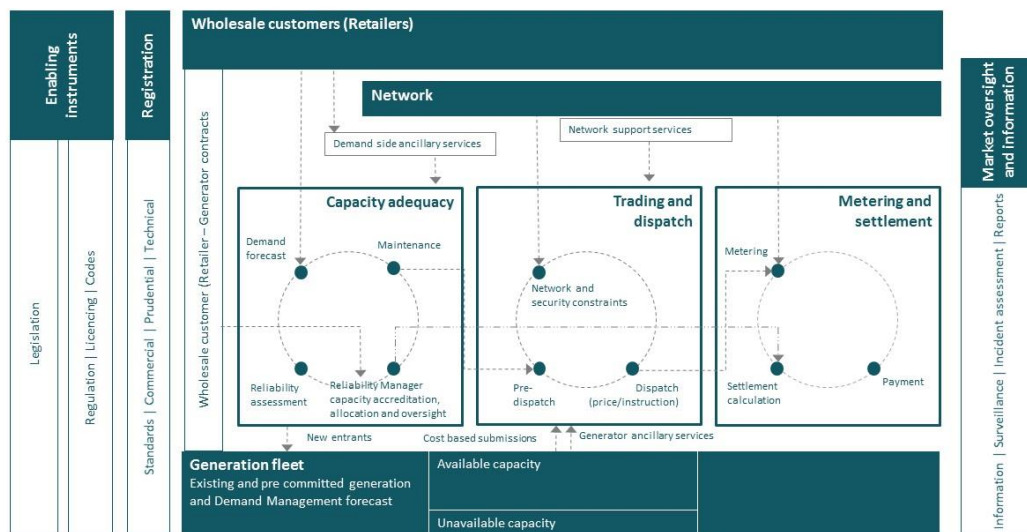 Enabling
instruments
Legislation
Regulation | Licencing | Codes
Registration
Standards | Commercial | Prudential | Technical
Wholesale customers (Retailers)
Wholesale customer (Retailer – Generator contracts
Network
Demand side ancillary services
Network support services
Capacity adequacy
Demand
forecast
Maintenance
Reliability
assessment
Reliability Manager
capacity accreditation,
allocation and oversight
Trading and
dispatch
Network and
security constraints
Pre-
dispatch
Dispatch
(price/instruction)
Metering and
settlement
Metering
Settlement
calculation
Payment
New entrants
Cost based submissions
Generator ancillary services
Generation fleet
Existing and pre committed generation
and Demand Management forecast
Available capacity
Unavailable capacity
Market oversight
and information
Information | Surveillance | Incident assessment | Reports